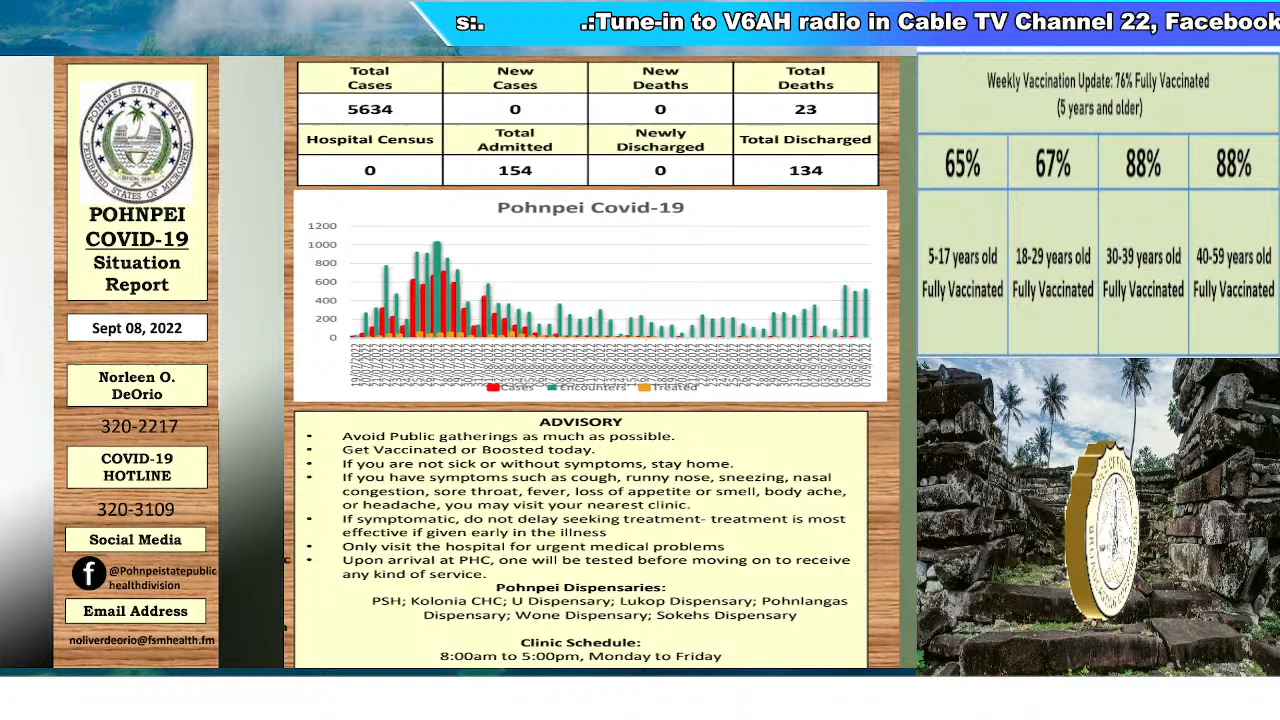 s:.
.:Tune-in to V6AH radio in Cable TV Channel 22, Facebook
POHNPEI STATE SEAL
FEDERATED STATES OF MICRONESIA
POHNPEI
COVID-19
Situation
Report
Sept 08, 2022
Norleen O.
DeOrio
320-2217
COVID-19
HOTLINE
320-3109
Social Media
f
@Pohnpeistatepublic
healthdivision
Email Address
noliverdeorio@fsmhealth.fm
Total Cases
New Cases
New Deaths
Total Deaths
5634
0
0
23
Hospital Census
Total Admitted
Newly Discharged
Total Discharged
0
154
0
134
Pohnpei Covid-19
1200
1000
800
600
400
200
0
Cases
Encounters
Treated
ADVISORY
• Avoid Public gatherings as much as possible.
• Get Vaccinated or Boosted today.
• If you are not sick or without symptoms, stay home.
• If you have symptoms such as cough, runny nose, sneezing, nasal
congestion, sore throat, fever, loss of appetite or smell, body ache,
or headache, you may visit your nearest clinic.
• If symptomatic, do not delay seeking treatment- treatment is most
effective if given early in the illness
• Only visit the hospital for urgent medical problems
• Upon arrival at PHC, one will be tested before moving on to receive
any kind of service.
Pohnpei Dispensaries:
PSH; Kolonia CHC; U Dispensary; Lukop Dispensary; Pohnlangas
Dispensary; Wone Dispensary; Sokehs Dispensary
Clinic Schedule:
8:00am to 5:00pm, Monday to Friday
Weekly Vaccination Update: 76% Fully Vaccinated
(5 years and older)
65%
67%
88%
88%
5-17 years old
Fully Vaccinated
18-29 years old
Fully Vaccinated
30-39 years old
Fully Vaccinated
40-59 years old
Fully Vaccinated